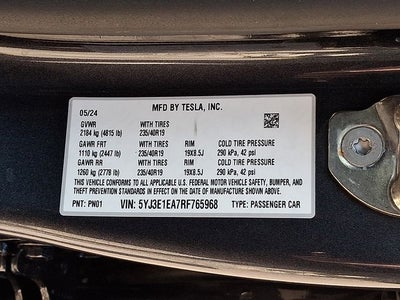 MFD BY TESLA, INC.
05/24
GVWR WITH TIRES
2184 kg (4815 lb) 235/40R19
GAWR FRT WITH TIRES RIM COLD TIRE PRESSURE
1110 kg (2447 lb) 235/40R19 19X8.5J 290 kPa, 42 psi
GAWR RR WITH TIRES RIM COLD TIRE PRESSURE
1260 kg (2778 lb) 235/40R19 19X8.5J 290 kPa, 42 psi
THIS VEHICLE CONFORMS TO ALL APPLICABLE U.S. FEDERAL MOTOR VEHICLE SAFETY, BUMPER, AND
THEFT PREVENTION STANDARDS IN EFFECT ON THE DATE OF MANUFACTURE SHOWN ABOVE.
PNT: PN01 VIN: 5YJ3E1EA7RF765968 TYPE: PASSENGER CAR